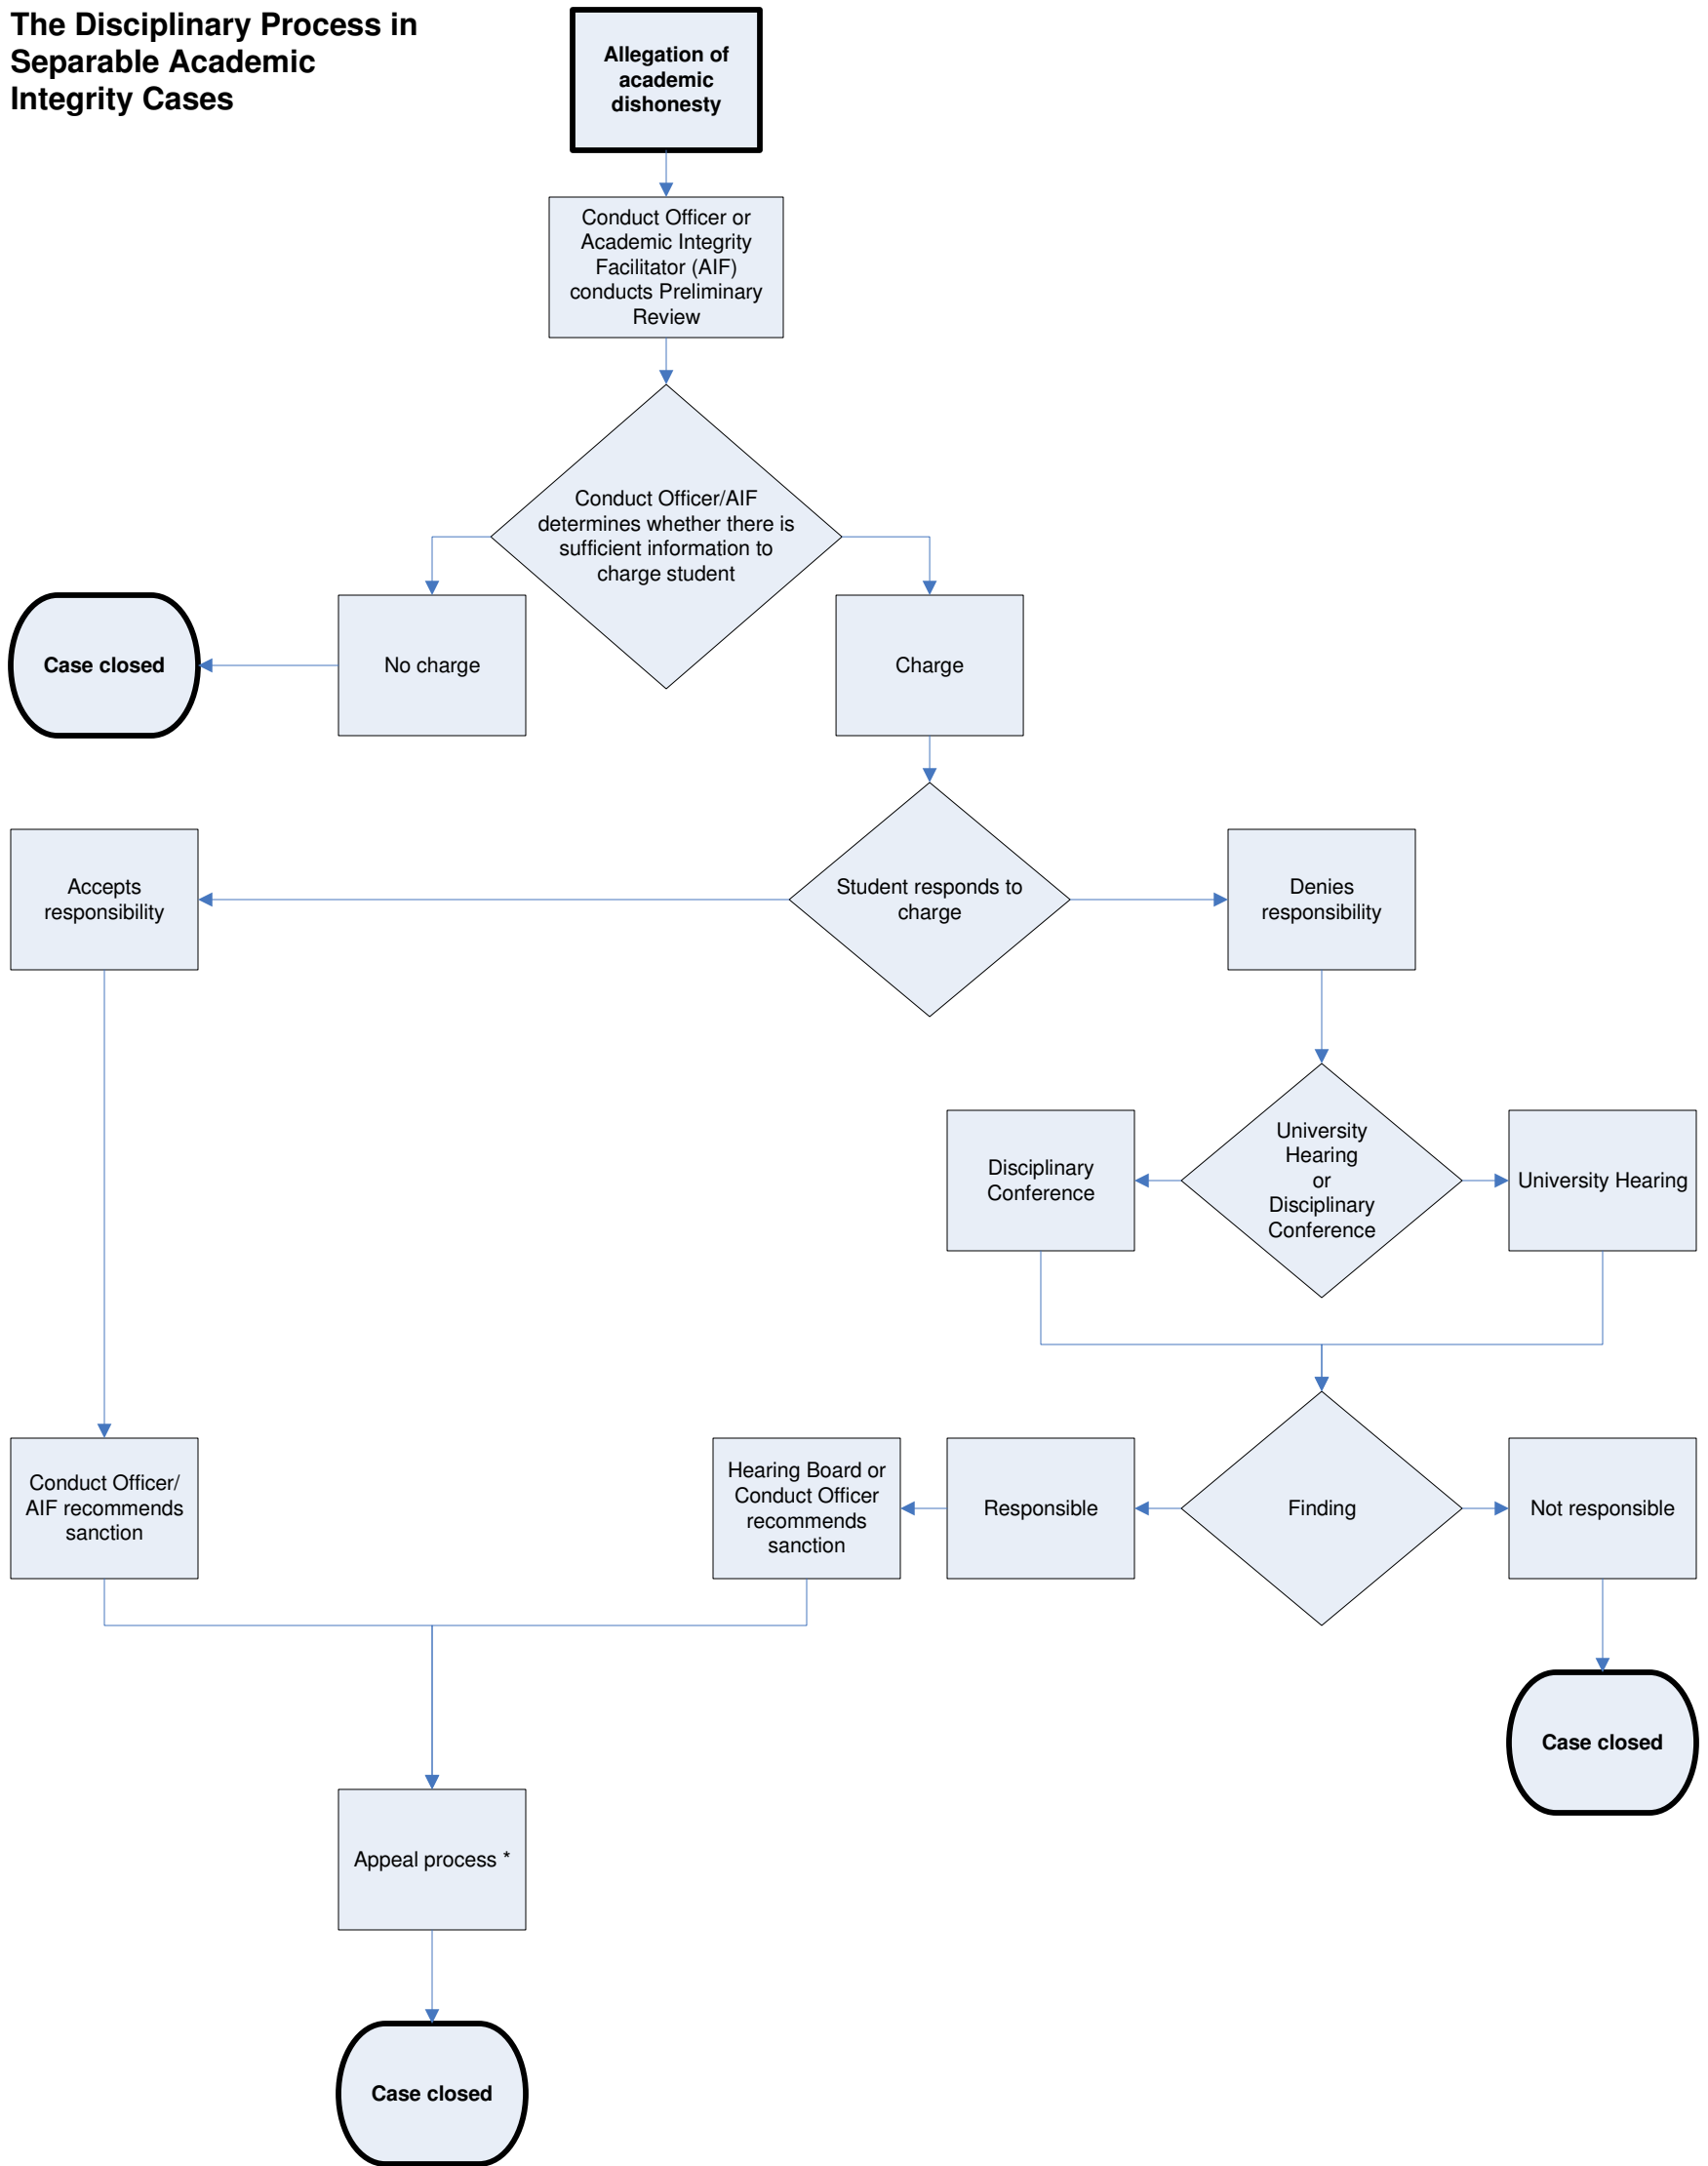 The Disciplinary Process in
Separable Academic
Integrity Cases
Allegation of
academic
dishonesty
Conduct Officer or
Academic Integrity
Facilitator (AIF)
conducts Preliminary
Review
Conduct Officer/AIF
determines whether there is
sufficient information to
charge student
Case closed
No charge
Charge
Accepts
responsibility
Student responds to
charge
Denies
responsibility
Disciplinary
Conference
University
Hearing
or
Disciplinary
Conference
University Hearing
Conduct Officer/
AIF recommends
sanction
Hearing Board or
Conduct Officer
recommends
sanction
Responsible
Finding
Not responsible
Case closed
Appeal process *
Case closed